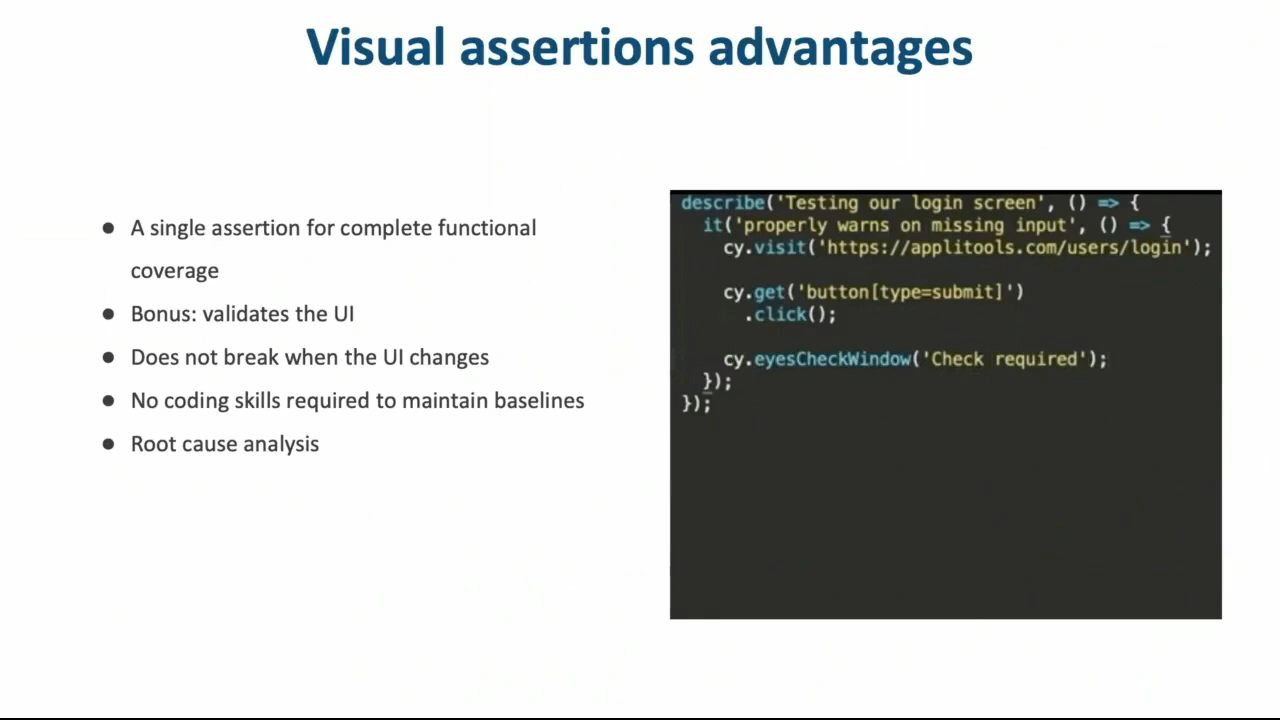 Visual assertions advantages
● A single assertion for complete functional
coverage
● Bonus: validates the UI
● Does not break when the UI changes
● No coding skills required to maintain baselines
● Root cause analysis
describe('Testing our login screen', () => {
it('properly warns on missing input', () => {
cy.visit('https://applitools.com/users/login');
cy.get('button[type=submit]')
.click();
cy.eyesCheckWindow('Check required');
});
});